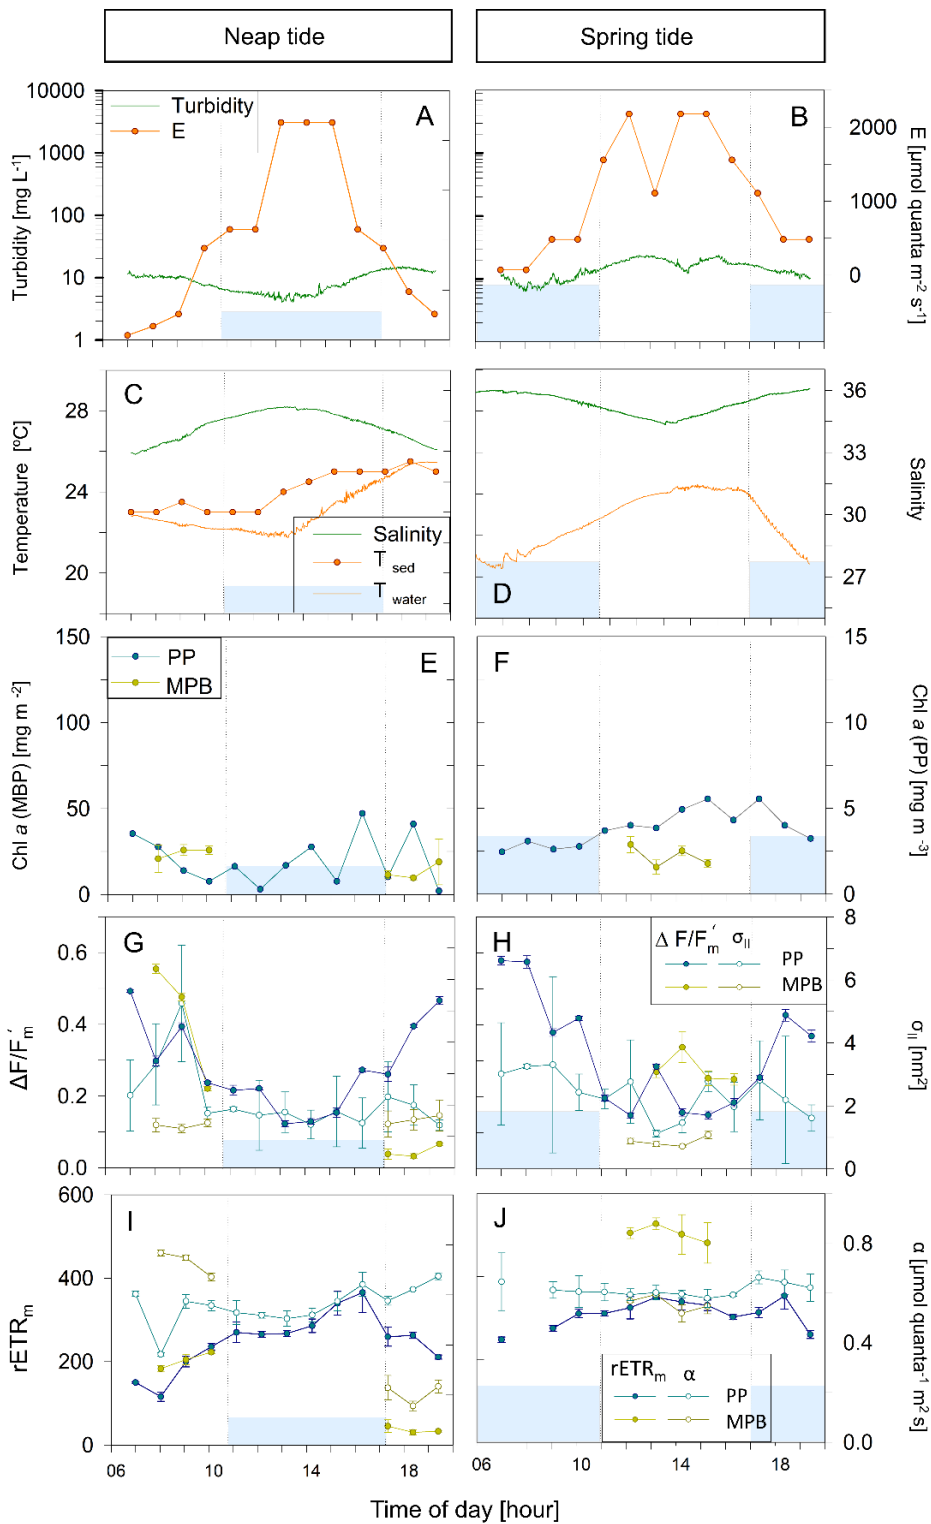 Neap tide
Spring tide
10000
1000
100
10
1
Turbidity [mg L-1]
Turbidity
E
A
B
2000
1000
0
E [µmol quanta m-2 s-1]
28
24
20
Temperature [ºC]
C
Salinity
T sed
T water
D
36
33
30
27
Salinity
150
100
50
0
Chl a (MBP) [mg m -2]
PP
MPB
E
F
15
10
5
0
Chl a (PP) [mg m -3]
0.6
0.4
0.2
0.0
ΔF/F'm
G
H
Δ F/F'm σII
PP
MPB
8
6
4
2
0
σII [nm2]
600
400
200
0
rETRm
I
J
rETRm α
PP
MPB
0.8
0.4
0.0
α [µmol quanta-1 m2 s]
06 10 14 18
06 10 14 18
Time of day [hour]